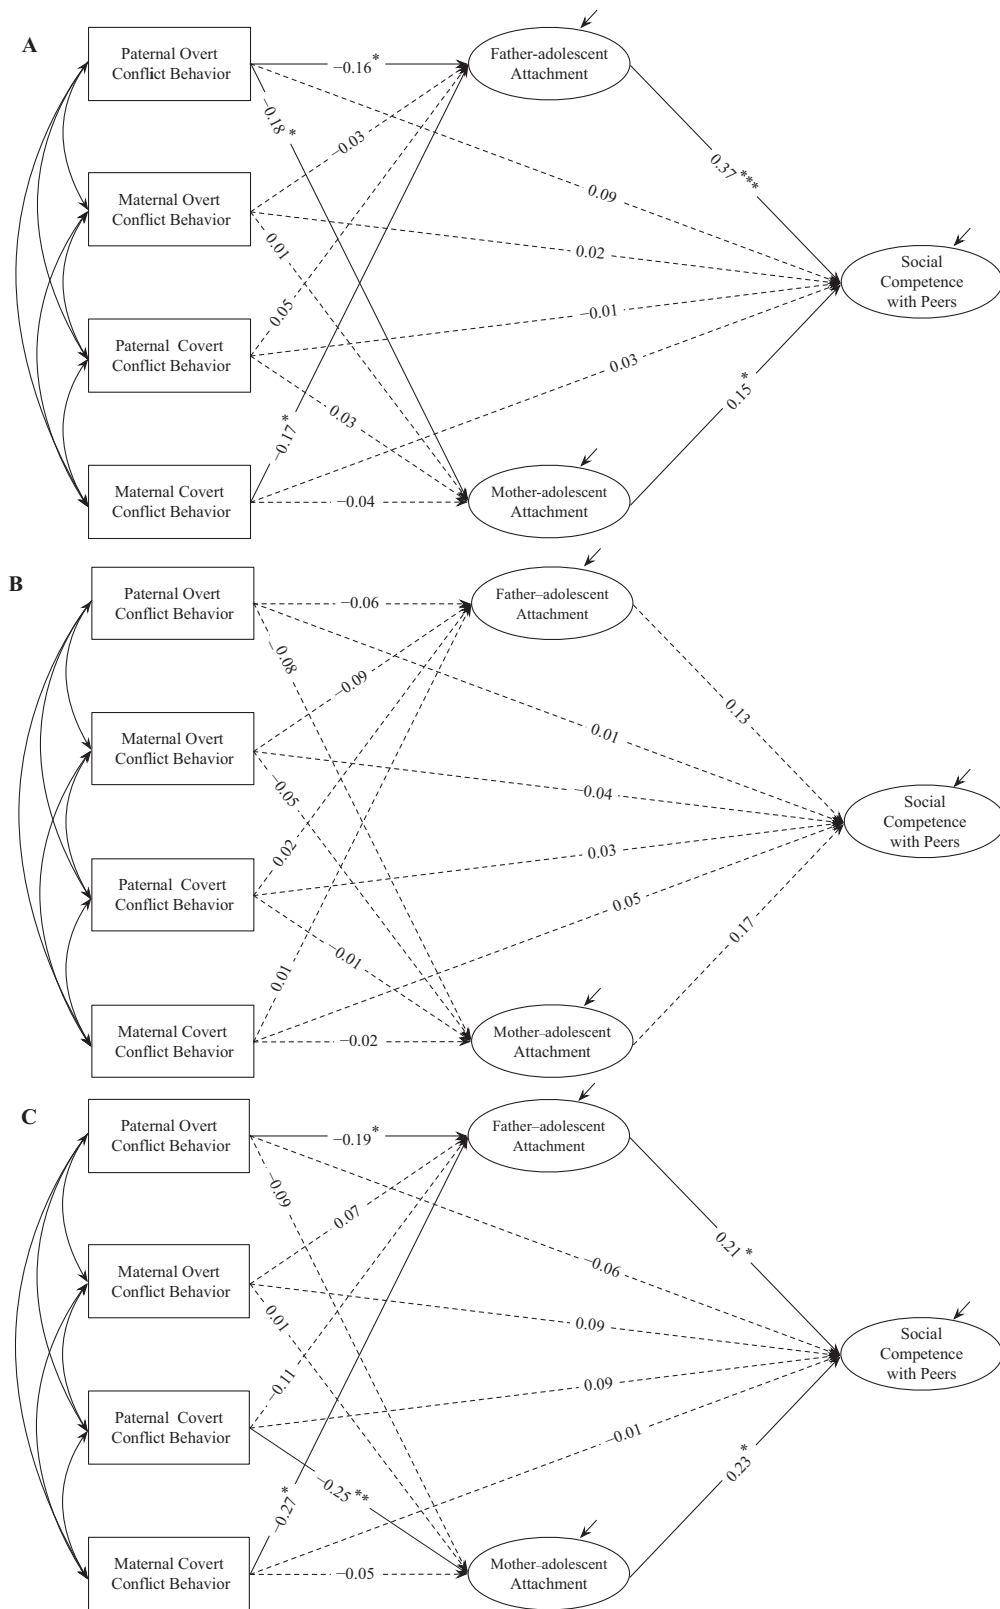 A
Paternal Overt
Conflict Behavior
Father-adolescent
Attachment
−0.16*
−0.18*
−0.03
0.09
0.37***
Maternal Overt
Conflict Behavior
0.01
0.02
Social
Competence
with Peers
0.05
−0.01
Paternal Covert
Conflict Behavior
0.03
0.03
0.15*
−0.17*
Maternal Covert
Conflict Behavior
−0.04
Mother-adolescent
Attachment
B
Paternal Overt
Conflict Behavior
Father–adolescent
Attachment
−0.06
−0.08
−0.09
0.01
0.13
Maternal Overt
Conflict Behavior
−0.05
−0.04
Social
Competence
with Peers
0.02
0.03
Paternal Covert
Conflict Behavior
0.05
0.17
−0.01
0.01
Maternal Covert
Conflict Behavior
−0.02
Mother–adolescent
Attachment
C
Paternal Overt
Conflict Behavior
Father–adolescent
Attachment
−0.19*
−0.09
0.07
−0.06
0.21*
Maternal Overt
Conflict Behavior
0.01
0.09
Social
Competence
with Peers
−0.11
0.09
Paternal Covert
Conflict Behavior
−0.01
0.23*
−0.27*
−0.25**
Maternal Covert
Conflict Behavior
−0.05
Mother–adolescent
Attachment